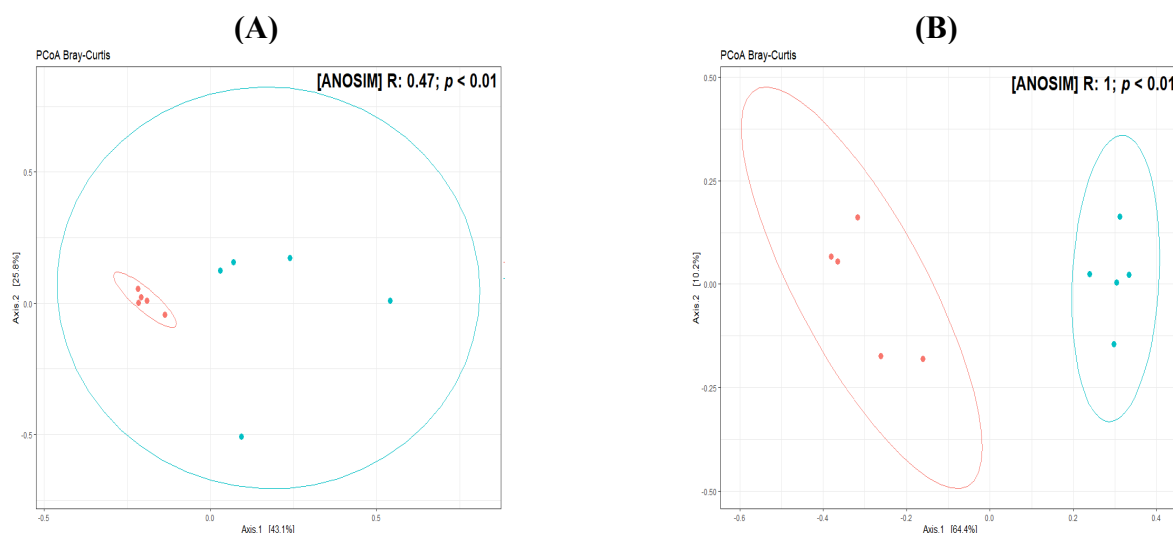 (A)
PCoA Bray-Curtis
[ANOSIM] R: 0.47; p < 0.01
0.5
0.0
-0.5
Axis.2 [25.8%]
-0.5
0.0
0.5
Axis.1 [43.1%]
(B)
PCoA Bray-Curtis
[ANOSIM] R: 1; p < 0.01
0.50
0.25
0.00
-0.25
-0.50
Axis.2 [10.2%]
-0.6
-0.4
-0.2
0.0
0.2
0.4
Axis.1 [64.4%]